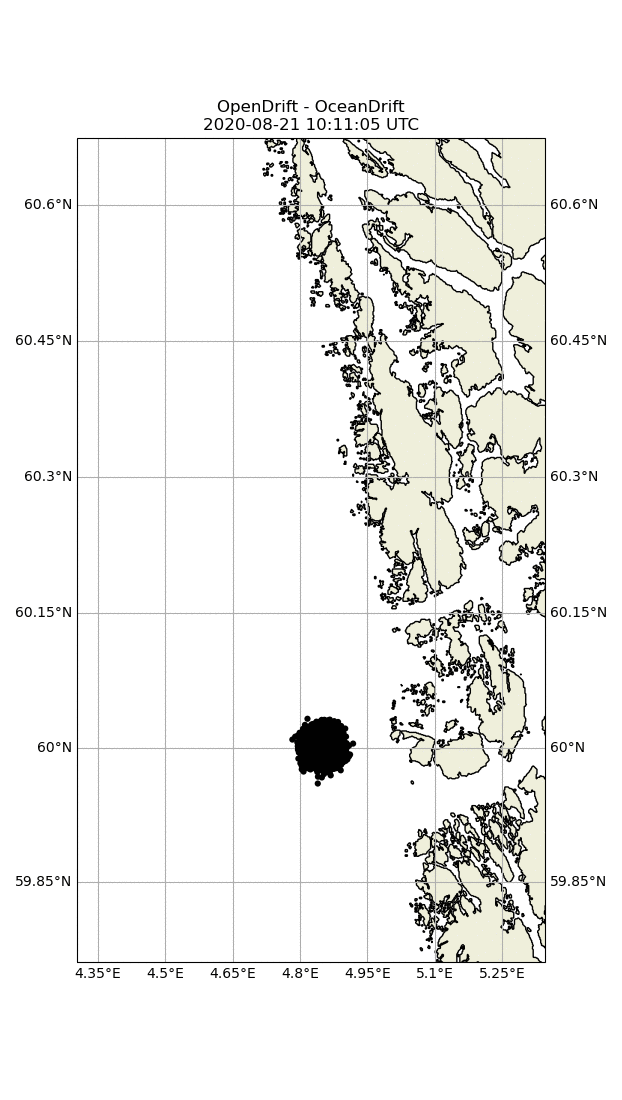 OpenDrift - OceanDrift
2020-08-21 10:11:05 UTC
60.6°N 60.6°N
60.45°N 60.45°N
60.3°N 60.3°N
60.15°N 60.15°N
60°N 60°N
59.85°N 59.85°N
4.35°E 4.5°E 4.65°E 4.8°E 4.95°E 5.1°E 5.25°E